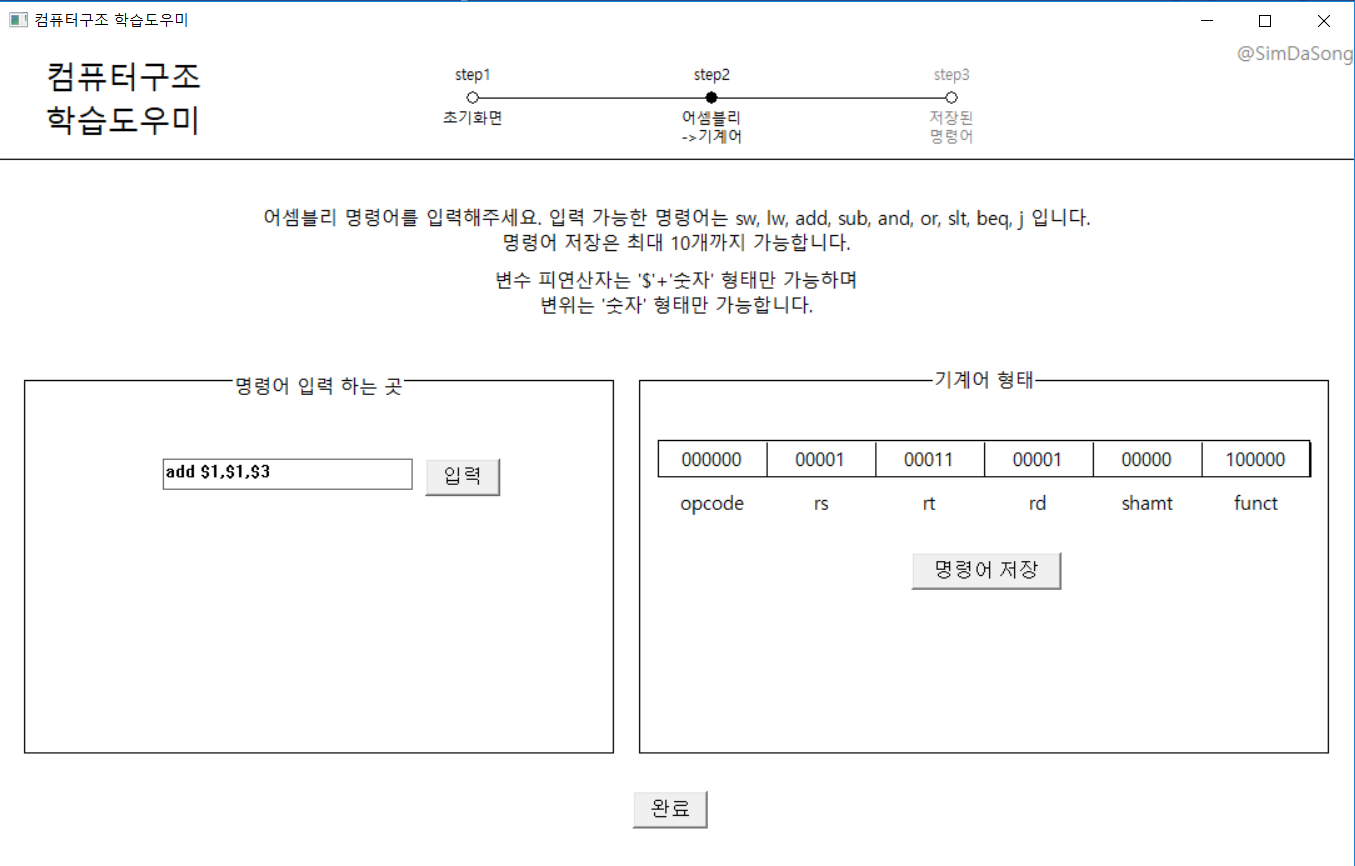 컴퓨터구조 학습도우미
@SimDaSong
컴퓨터구조
학습도우미
step1
초기화면
step2
어셈블리
->기계어
step3
저장된
명령어
어셈블리 명령어를 입력해주세요. 입력 가능한 명령어는 sw, lw, add, sub, and, or, slt, beq, j 입니다.
명령어 저장은 최대 10개까지 가능합니다.
변수 피연산자는 '$'+'숫자' 형태만 가능하며
변위는 '숫자' 형태만 가능합니다.
명령어 입력 하는 곳
add $1,$1,$3
입력
기계어 형태
000000 00001 00011 00001 00000 100000
opcode rs rt rd shamt funct
명령어 저장
완료